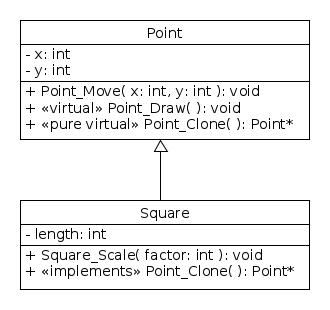 Point
- x: int
- y: int
+ Point_Move( x: int, y: int ): void
+ «virtual» Point_Draw( ): void
+ «pure virtual» Point_Clone( ): Point*
Square
- length: int
+ Square_Scale( factor: int ): void
+ «implements» Point_Clone( ): Point*